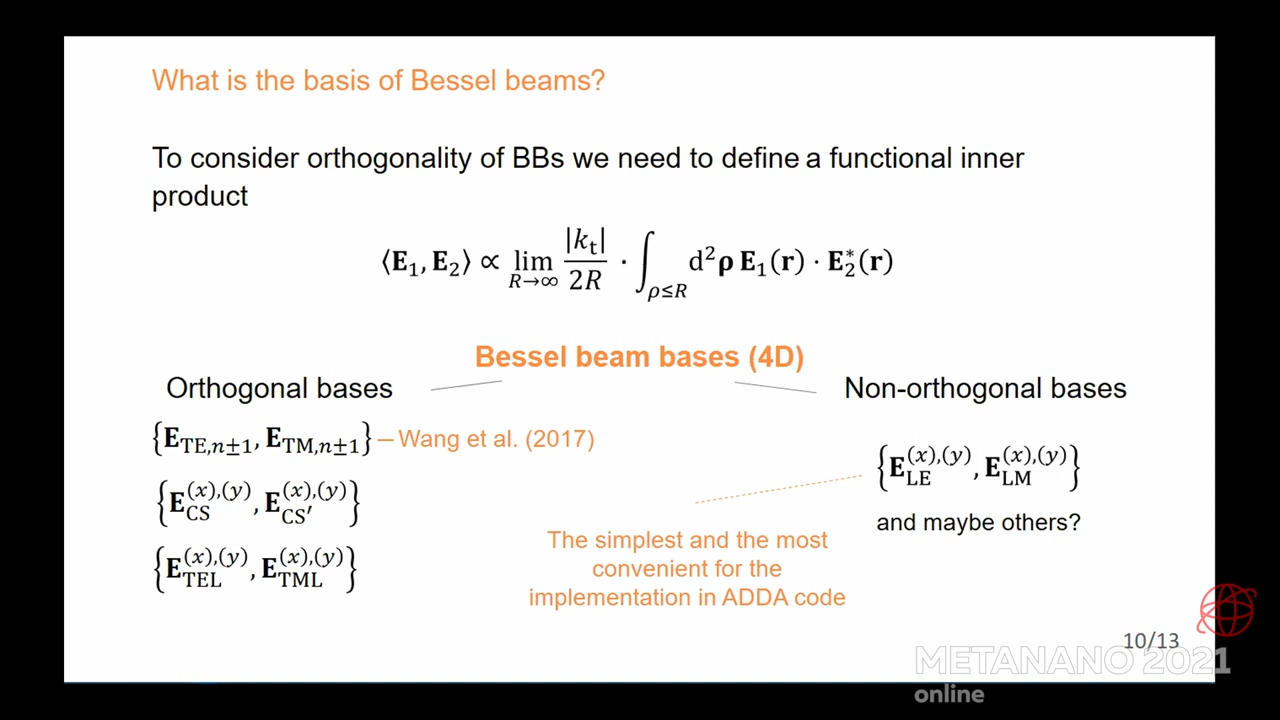 What is the basis of Bessel beams?
To consider orthogonality of BBs we need to define a functional inner
product
⟨𝐄₁, 𝐄₂⟩ ∝ lim_{R→∞} |k_t|/2R · ∫_{ρ≤R} d²𝛒 𝐄₁(𝐫) · 𝐄₂*(𝐫)
Bessel beam bases (4D)
Orthogonal bases
Non-orthogonal bases
{𝐄_{TE,n±1}, 𝐄_{TM,n±1}} – Wang et al. (2017)
{𝐄_{CS}^{(x),(y)}, 𝐄_{CS′}^{(x),(y)}}
{𝐄_{TEL}^{(x),(y)}, 𝐄_{TML}^{(x),(y)}}
{𝐄_{LE}^{(x),(y)}, 𝐄_{LM}^{(x),(y)}}
and maybe others?
The simplest and the most
convenient for the
implementation in ADDA code
10/13
METANANO 2021
online